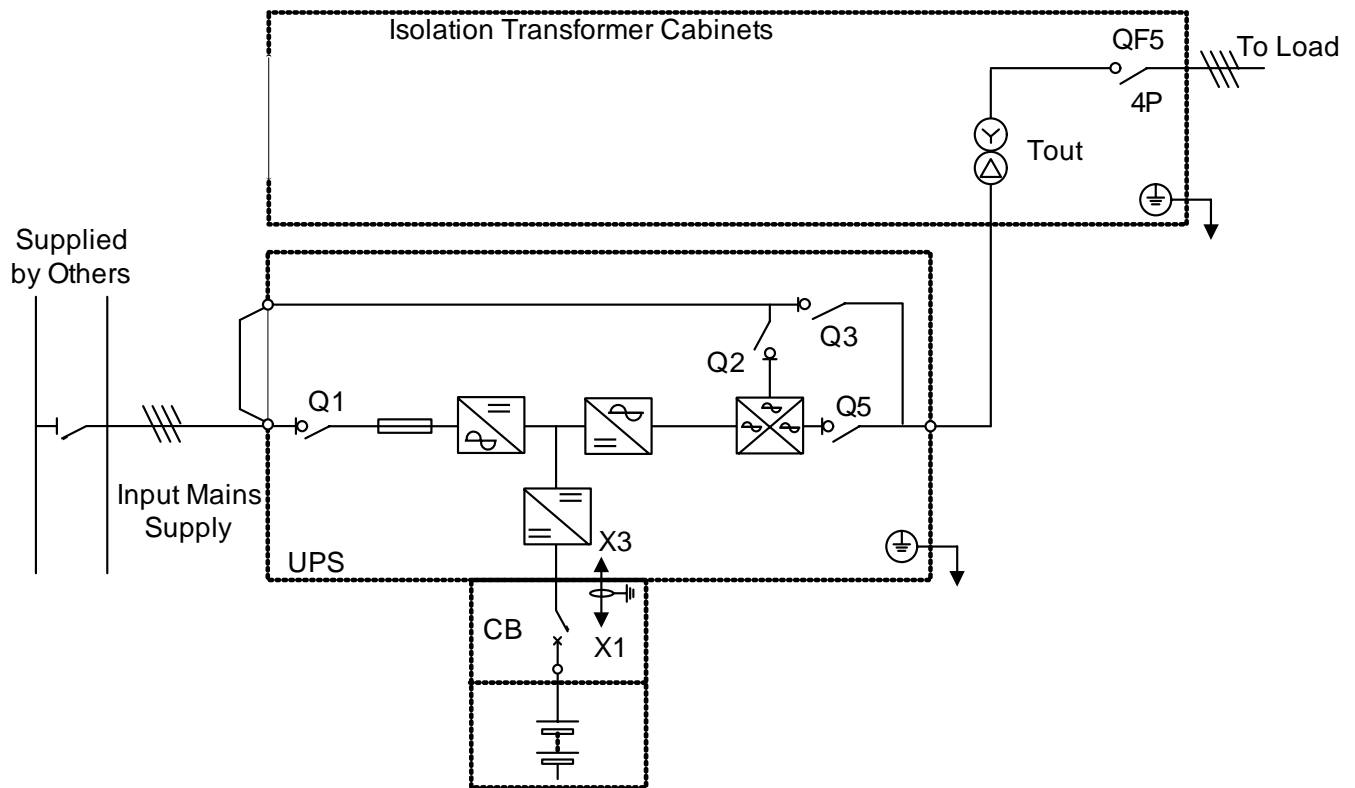 Isolation Transformer Cabinets
QF5
To Load
4P
Tout
Supplied
by Others
Q3
Q2
Q1
Q5
Input Mains
Supply
X3
UPS
CB
X1